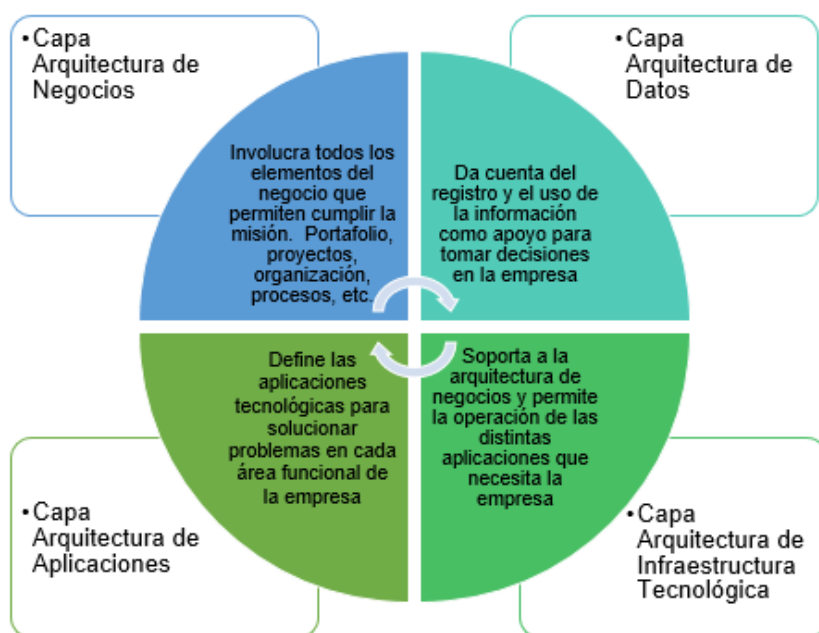 •Capa
Arquitectura de
Negocios
•Capa
Arquitectura de
Datos
Involucra todos los
elementos del
negocio que
permiten cumplir la
misión. Portafolio,
proyectos,
organización,
procesos, etc.
Da cuenta del
registro y el uso de
la información
como apoyo para
tomar decisiones
en la empresa
Define las
aplicaciones
tecnológicas para
solucionar
problemas en cada
área funcional de
la empresa
Soporta a la
arquitectura de
negocios y permite
la operación de las
distintas
aplicaciones que
necesita la
empresa
•Capa
Arquitectura de
Aplicaciones
•Capa
Arquitectura de
Infraestructura
Tecnológica